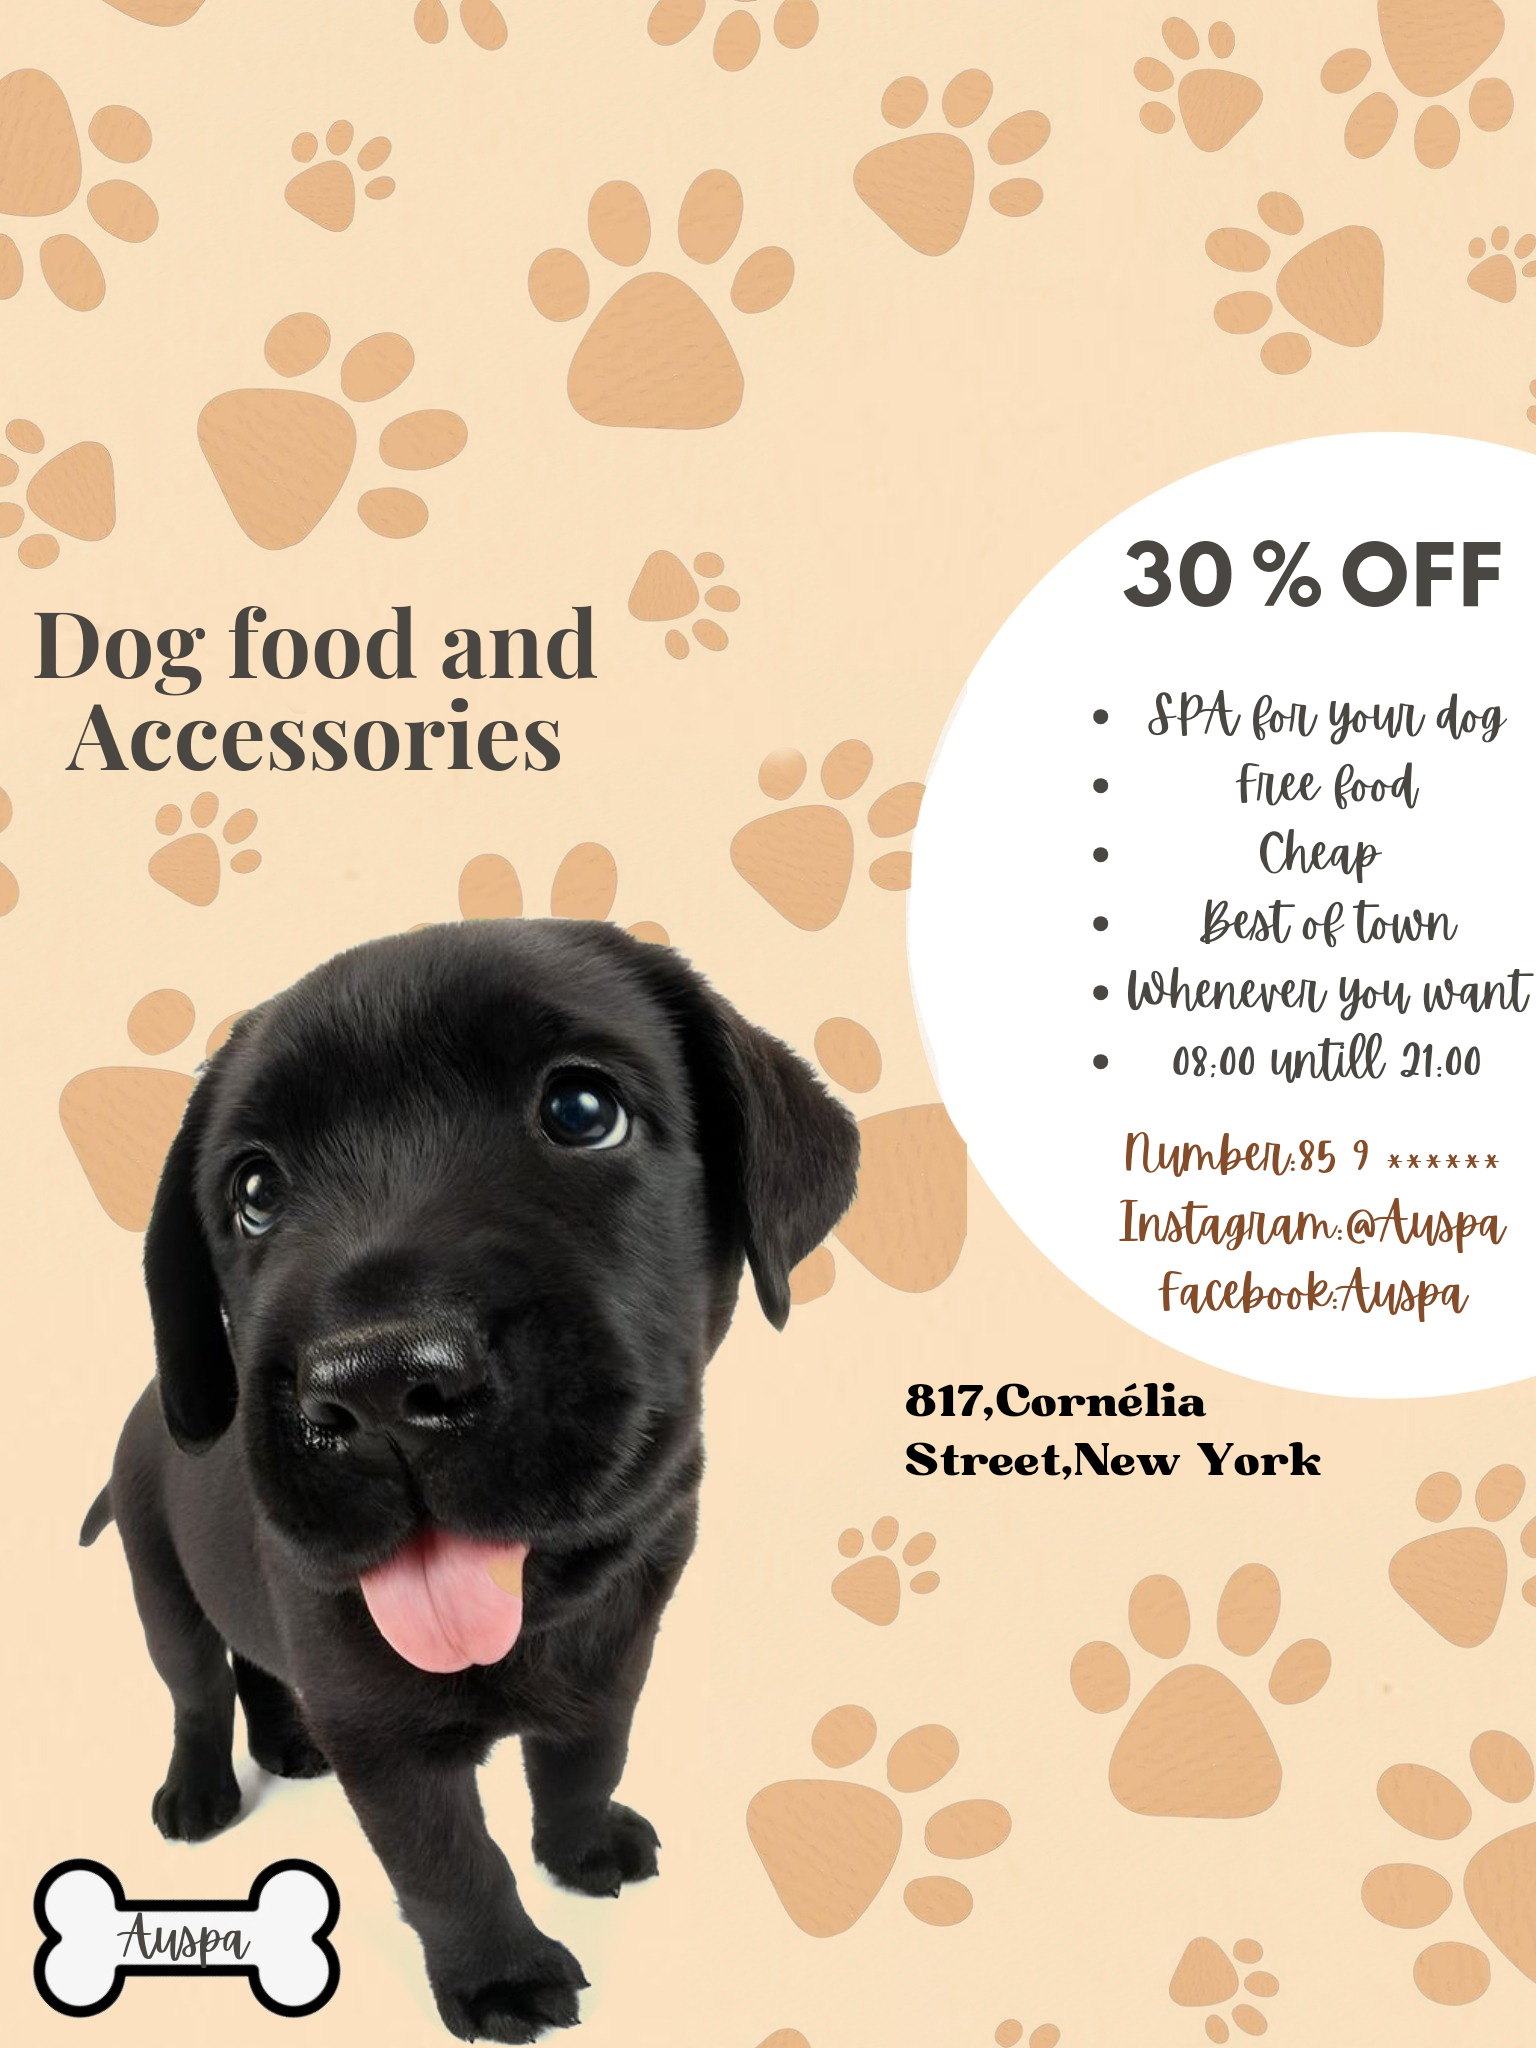 Dog food and
Accessories
30 % OFF
• SPA for your dog
• Free food
• Cheap
• Best of town
• Whenever you want
• 08:00 untill 21:00
Number:85 9 ******
Instagram:@Auspa
Facebook:Auspa
817,Cornélia
Street,New York
Auspa